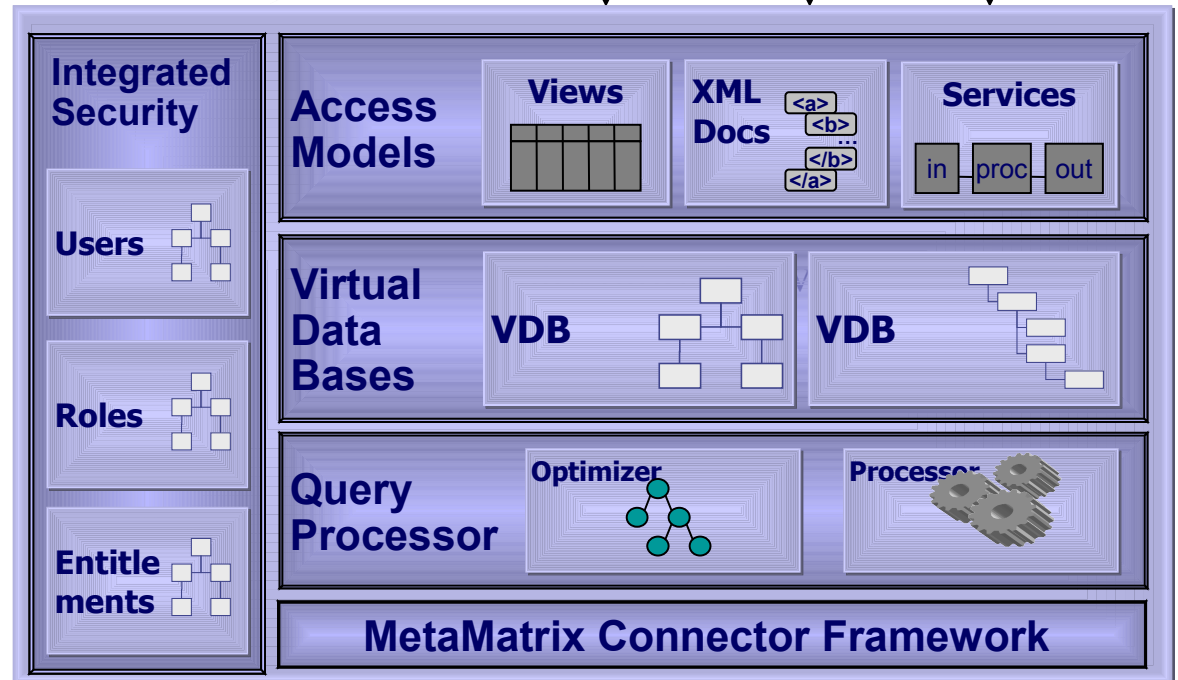 Integrated
Security
Users
Roles
Entitle
ments
Access
Models
Views
XML
Docs
<a>
<b>
...
</b>
</a>
Services
in
proc
out
Virtual
Data
Bases
VDB
VDB
Query
Processor
Optimizer
Processor
MetaMatrix Connector Framework